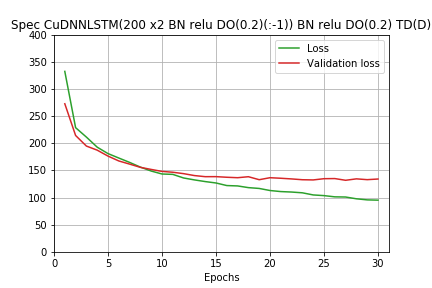 Spec CuDNNLSTM(200 x2 BN relu DO(0.2)(:-1)) BN relu DO(0.2) TD(D)
400
350
300
250
200
150
100
50
0
Loss
Validation loss
0 5 10 15 20 25 30
Epochs